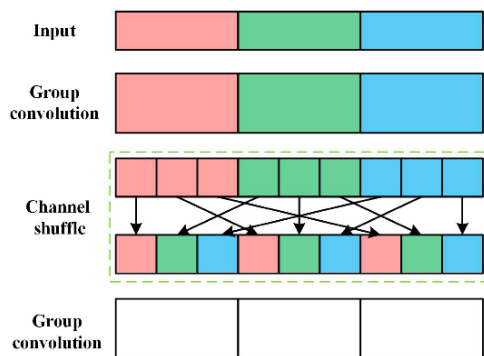 Input
Group
convolution
Channel
shuffle
Group
convolution